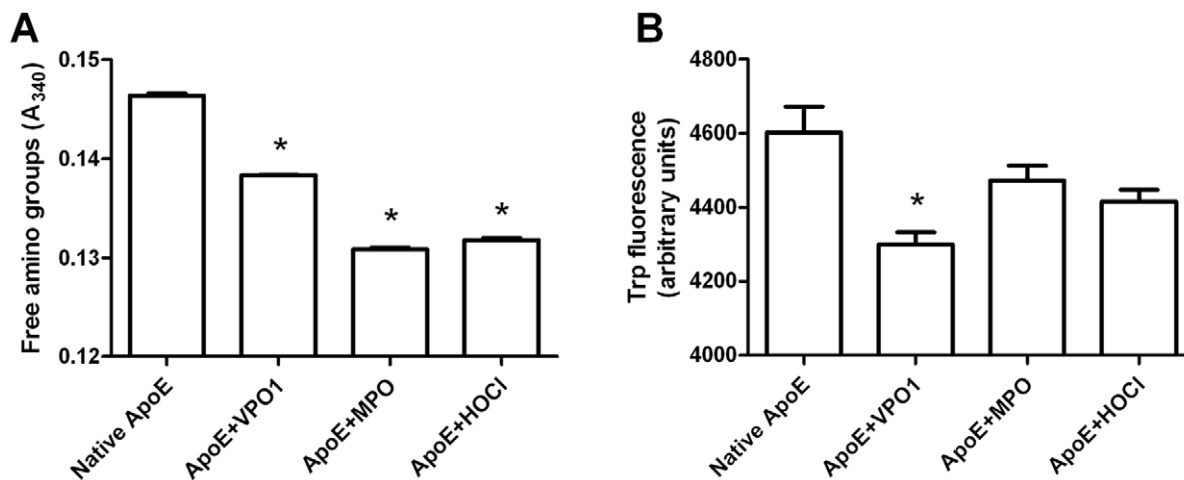 A
Free amino groups (A340)
0.15
0.14
0.13
0.12
*
*
*
Native ApoE
ApoE+VPO1
ApoE+MPO
ApoE+HOCl
B
Trp fluorescence
(arbitrary units)
4800
4600
4400
4200
4000
*
Native ApoE
ApoE+VPO1
ApoE+MPO
ApoE+HOCl